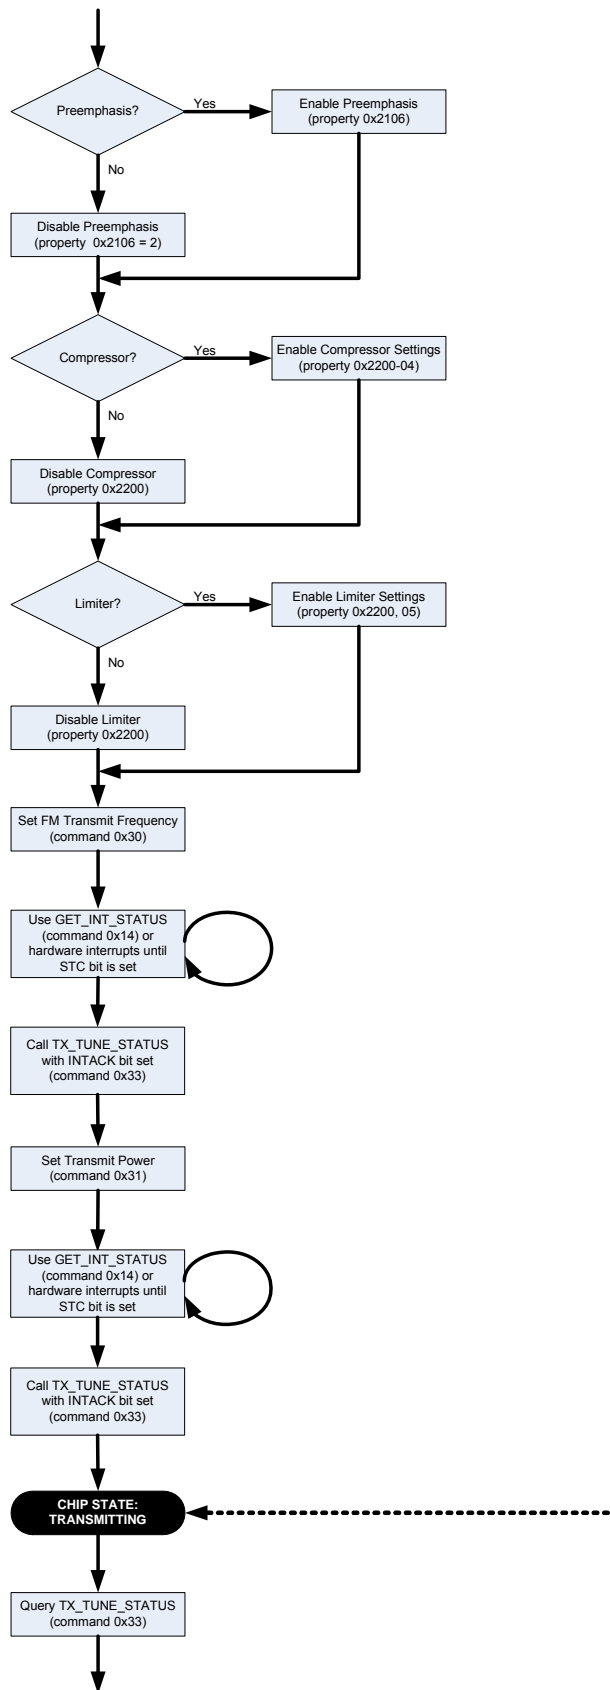 Preemphasis?
Yes
Enable Preemphasis
(property 0x2106)
No
Disable Preemphasis
(property 0x2106 = 2)
Compressor?
Yes
Enable Compressor Settings
(property 0x2200-04)
No
Disable Compressor
(property 0x2200)
Limiter?
Yes
Enable Limiter Settings
(property 0x2200, 05)
No
Disable Limiter
(property 0x2200)
Set FM Transmit Frequency
(command 0x30)
Use GET_INT_STATUS
(command 0x14) or
hardware interrupts until
STC bit is set
Call TX_TUNE_STATUS
with INTACK bit set
(command 0x33)
Set Transmit Power
(command 0x31)
Use GET_INT_STATUS
(command 0x14) or
hardware interrupts until
STC bit is set
Call TX_TUNE_STATUS
with INTACK bit set
(command 0x33)
CHIP STATE:
TRANSMITTING
Query TX_TUNE_STATUS
(command 0x33)